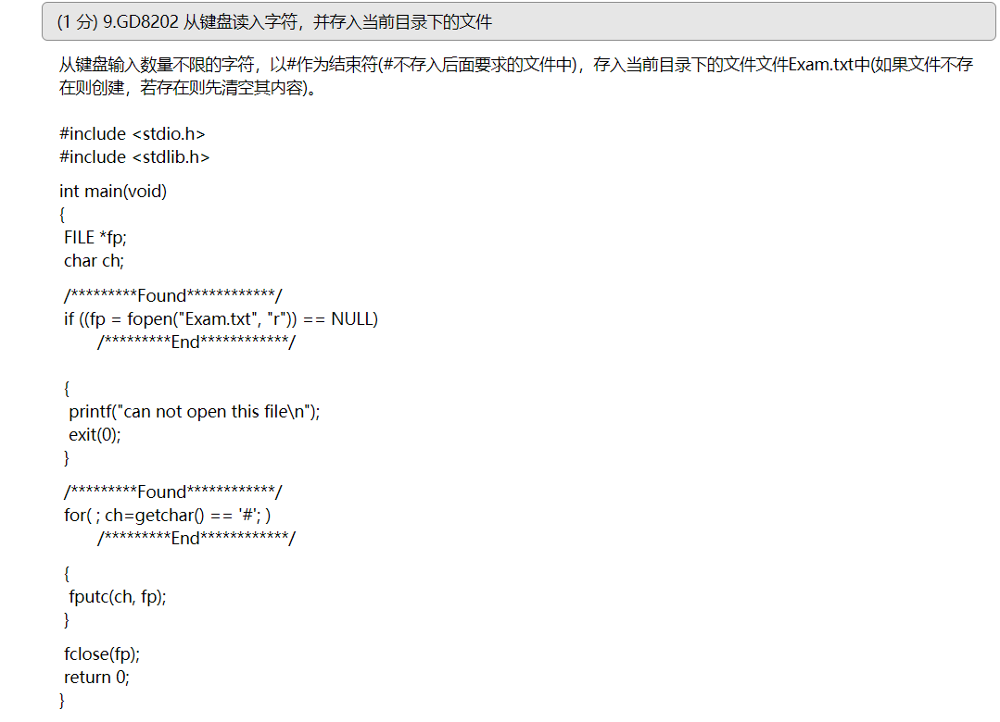 (1 分) 9.GD8202 从键盘读入字符，并存入当前目录下的文件
从键盘输入数量不限的字符，以#作为结束符(#不存入后面要求的文件中)，存入当前目录下的文件文件Exam.txt中(如果文件不存
在则创建，若存在则先清空其内容)。
#include <stdio.h>
#include <stdlib.h>
int main(void)
{
FILE *fp;
char ch;
/*********Found************/
if ((fp = fopen("Exam.txt", "r")) == NULL)
/*********End************/
{
printf("can not open this file\n");
exit(0);
}
/*********Found************/
for( ; ch=getchar() == '#'; )
/*********End************/
{
fputc(ch, fp);
}
fclose(fp);
return 0;
}